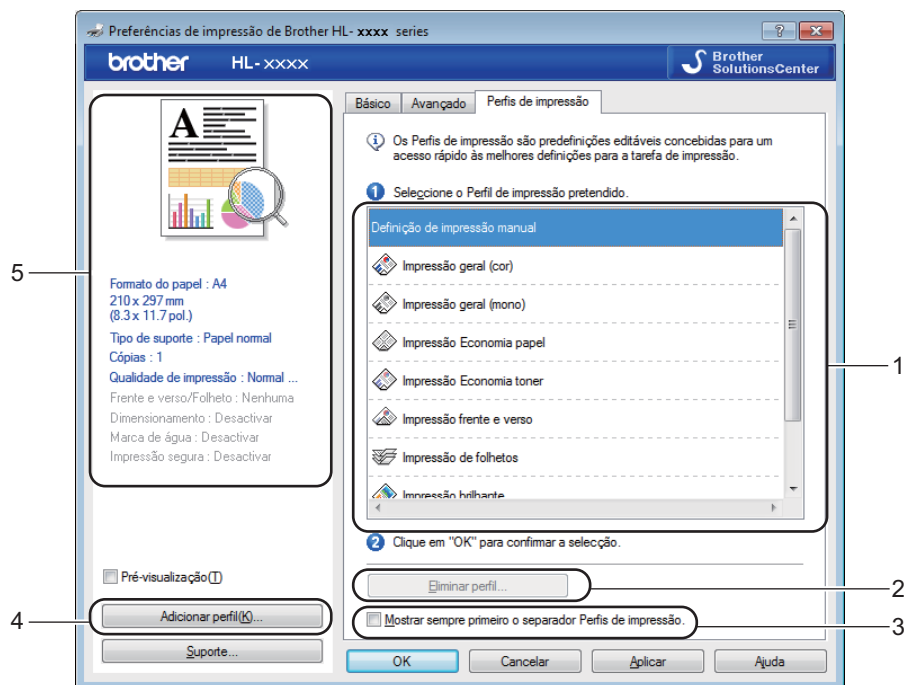 Preferências de impressão de Brother HL- xxxx series
brother HL-xxxx
Brother
SolutionsCenter
A
Formato do papel : A4
210 x 297 mm
(8.3 x 11.7 pol.)
Tipo de suporte : Papel normal
Cópias : 1
Qualidade de impressão : Normal ...
Frente e verso/Folheto : Nenhuma
Dimensionamento : Desactivar
Marca de água : Desactivar
Impressão segura : Desactivar
5
Pré-visualização(T)
Adicionar perfil(K)...
4
Suporte...
Básico Avançado Perfis de impressão
Os Perfis de impressão são predefinições editáveis concebidas para um
acesso rápido às melhores definições para a tarefa de impressão.
1 Seleccione o Perfil de impressão pretendido.
Definição de impressão manual
Impressão geral (cor)
Impressão geral (mono)
Impressão Economia papel
Impressão Economia toner
Impressão frente e verso
Impressão de folhetos
Impressão brilhante
1
2 Clique em "OK" para confirmar a selecção.
Eliminar perfil...
2
Mostrar sempre primeiro o separador Perfis de impressão.
3
OK Cancelar Aplicar Ajuda